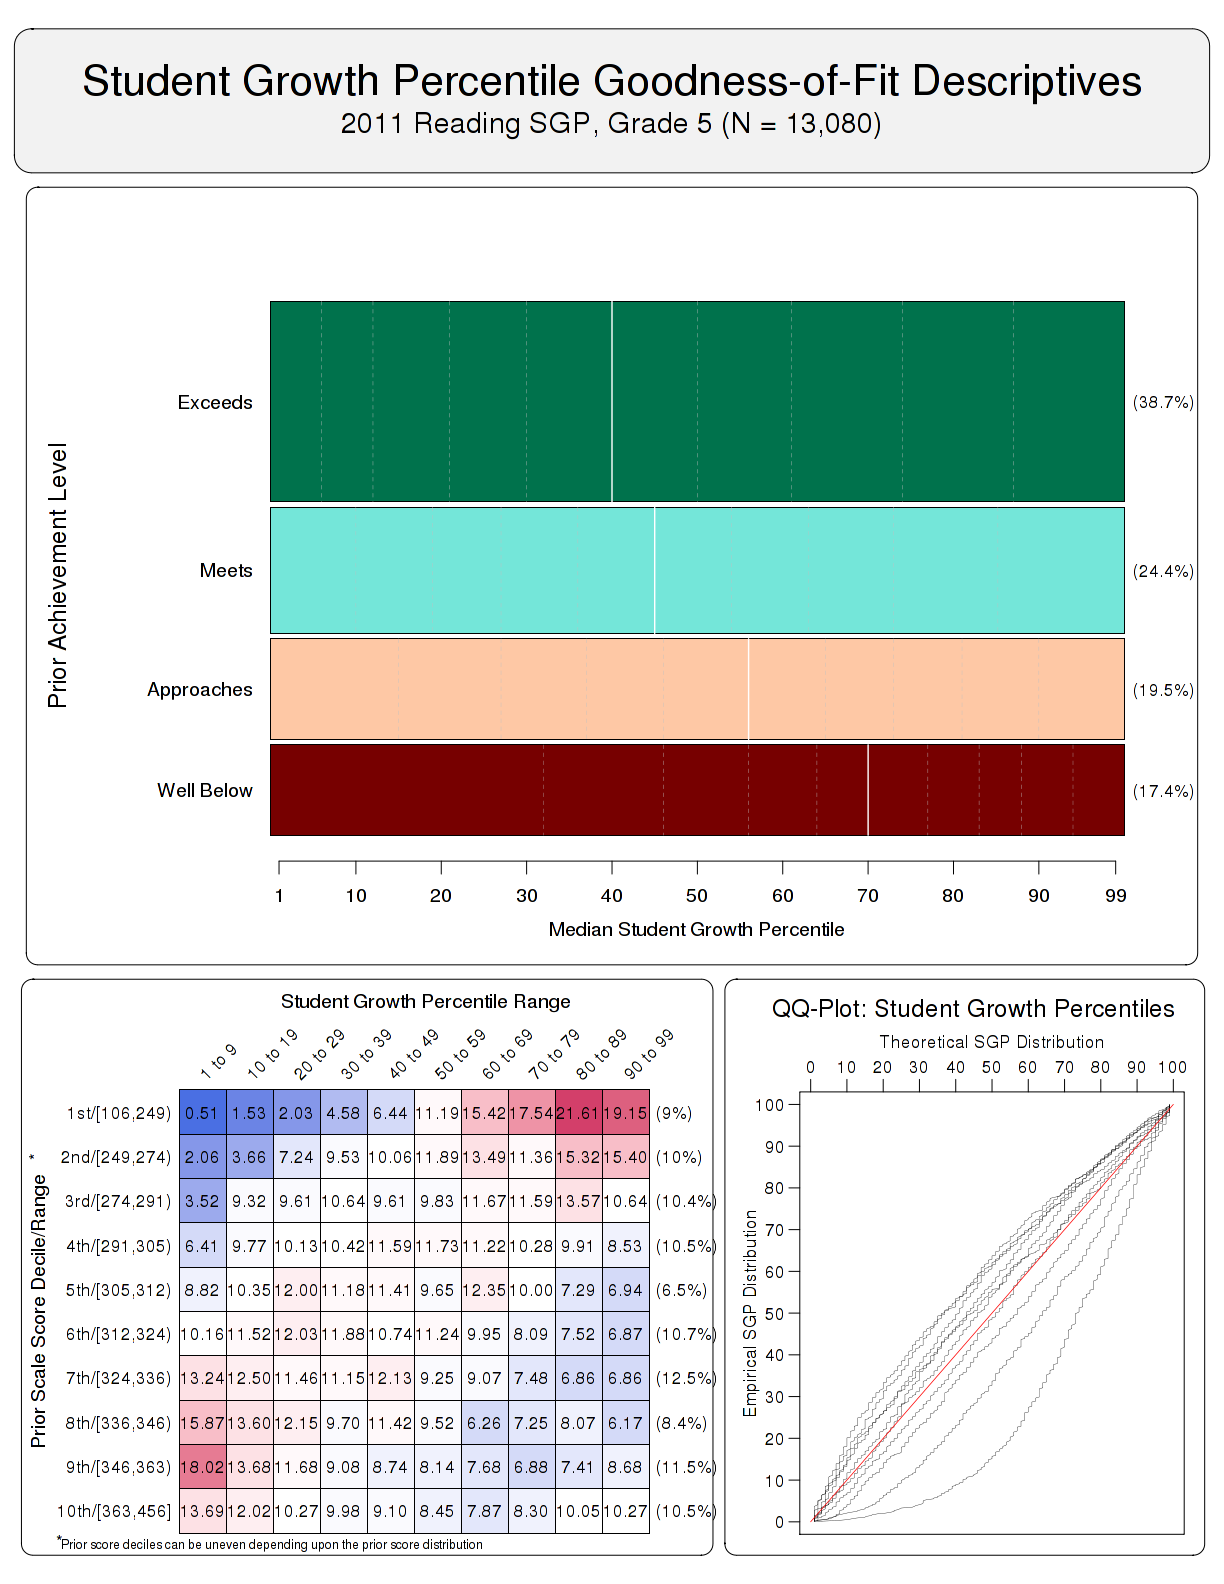 Student Growth Percentile Goodness-of-Fit Descriptives
2011 Reading SGP, Grade 5 (N = 13,080)
Prior Achievement Level
Exceeds (38.7%)
Meets (24.4%)
Approaches (19.5%)
Well Below (17.4%)
1 10 20 30 40 50 60 70 80 90 99
Median Student Growth Percentile
Student Growth Percentile Range
1 to 9 10 to 19 20 to 29 30 to 39 40 to 49 50 to 59 60 to 69 70 to 79 80 to 89 90 to 99
Prior Scale Score Decile/Range *
1st/[106,249) 0.51 1.53 2.03 4.58 6.44 11.19 15.42 17.54 21.61 19.15 (9%)
2nd/[249,274) 2.06 3.66 7.24 9.53 10.06 11.89 13.49 11.36 15.32 15.40 (10%)
3rd/[274,291) 3.52 9.32 9.61 10.64 9.61 9.83 11.67 11.59 13.57 10.64 (10.4%)
4th/[291,305) 6.41 9.77 10.13 10.42 11.59 11.73 11.22 10.28 9.91 8.53 (10.5%)
5th/[305,312) 8.82 10.35 12.00 11.18 11.41 9.65 12.35 10.00 7.29 6.94 (6.5%)
6th/[312,324) 10.16 11.52 12.03 11.88 10.74 11.24 9.95 8.09 7.52 6.87 (10.7%)
7th/[324,336) 13.24 12.50 11.46 11.15 12.13 9.25 9.07 7.48 6.86 6.86 (12.5%)
8th/[336,346) 15.87 13.60 12.15 9.70 11.42 9.52 6.26 7.25 8.07 6.17 (8.4%)
9th/[346,363) 18.02 13.68 11.68 9.08 8.74 8.14 7.68 6.88 7.41 8.68 (11.5%)
10th/[363,456] 13.69 12.02 10.27 9.98 9.10 8.45 7.87 8.30 10.05 10.27 (10.5%)
*Prior score deciles can be uneven depending upon the prior score distribution
QQ-Plot: Student Growth Percentiles
Theoretical SGP Distribution
0 10 20 30 40 50 60 70 80 90 100
Empirical SGP Distribution
100
90
80
70
60
50
40
30
20
10
0